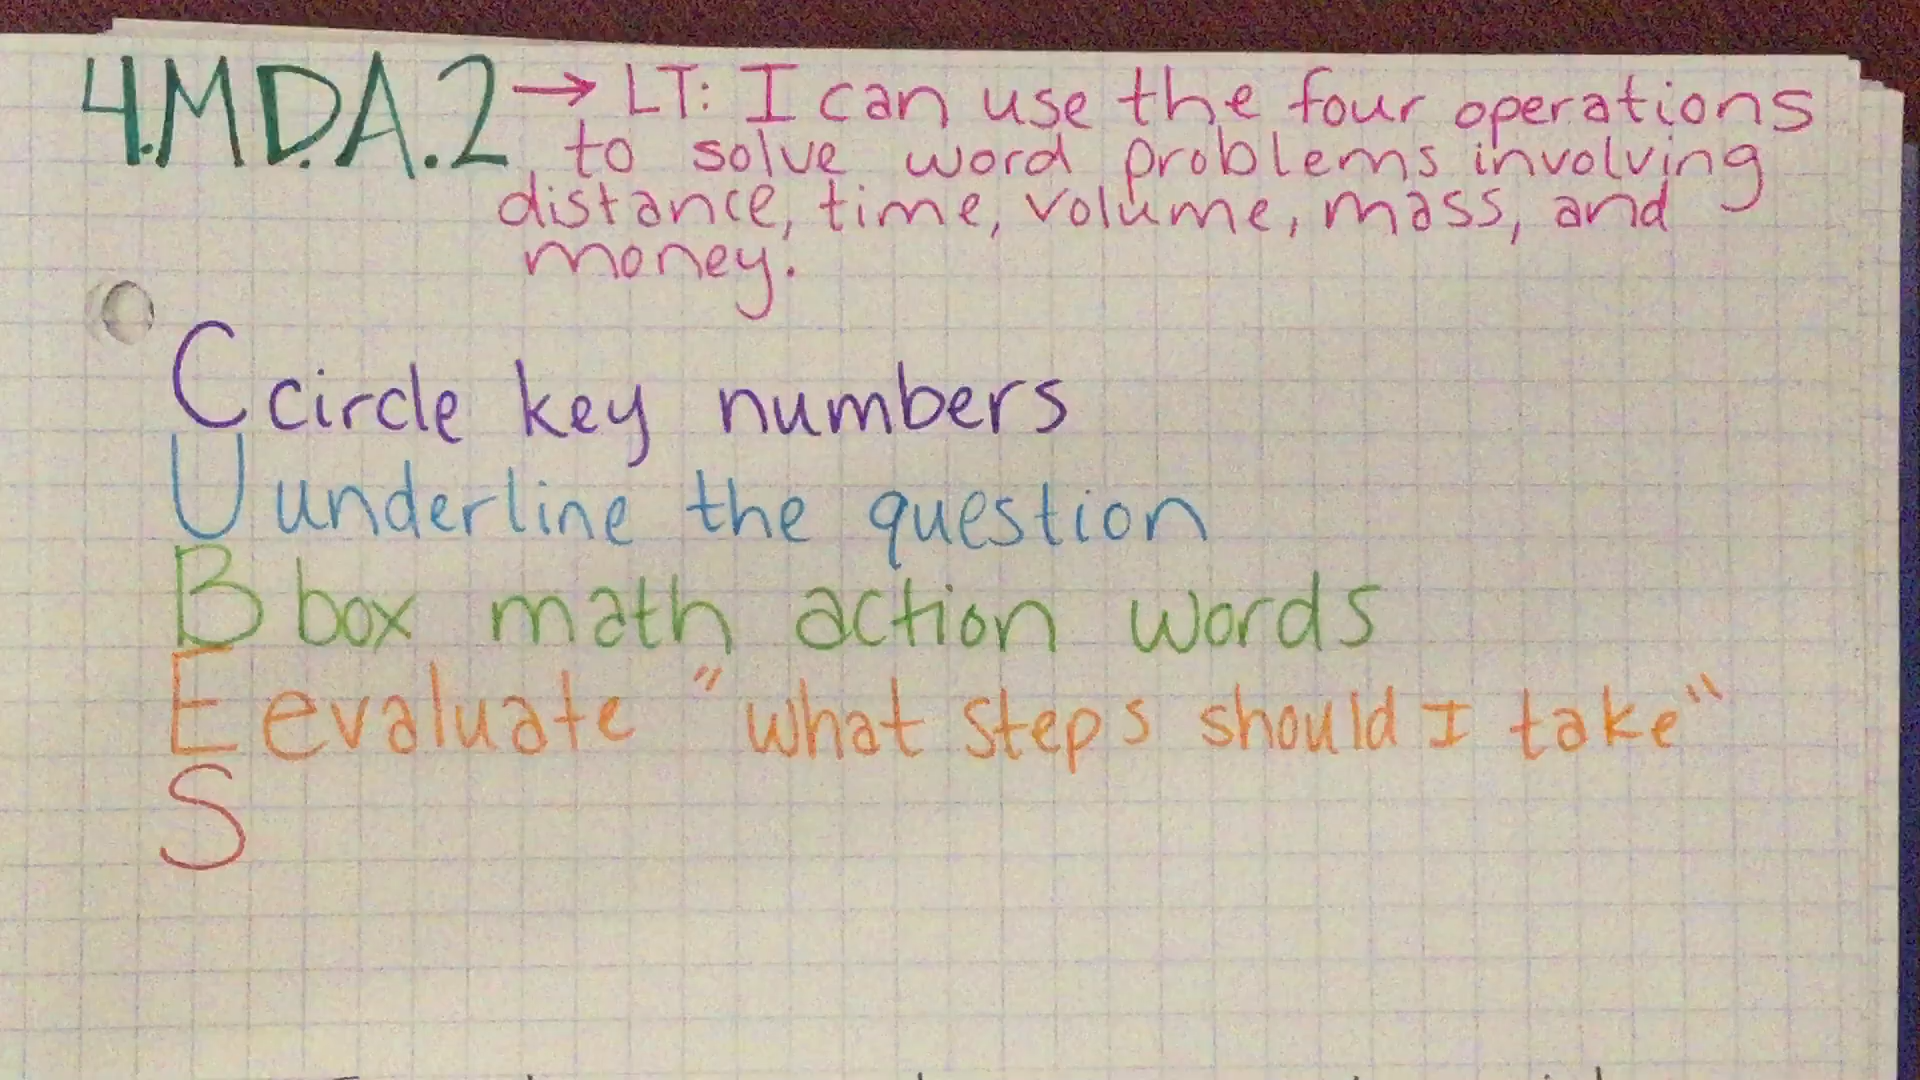 4.MD.A.2 → LT: I can use the four operations
to solve word problems involving
distance, time, volume, mass, and
money.
C circle key numbers
U underline the question
B box math action words
E evaluate "what steps should I take"
S